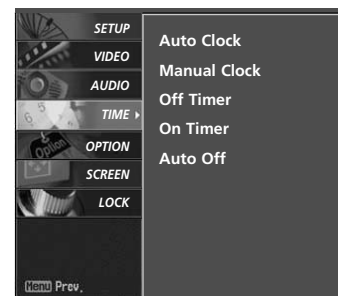 SETUP
VIDEO
AUDIO
TIME
OPTION
SCREEN
LOCK
Auto Clock
Manual Clock
Off Timer
On Timer
Auto Off
Option
Menu Prev.